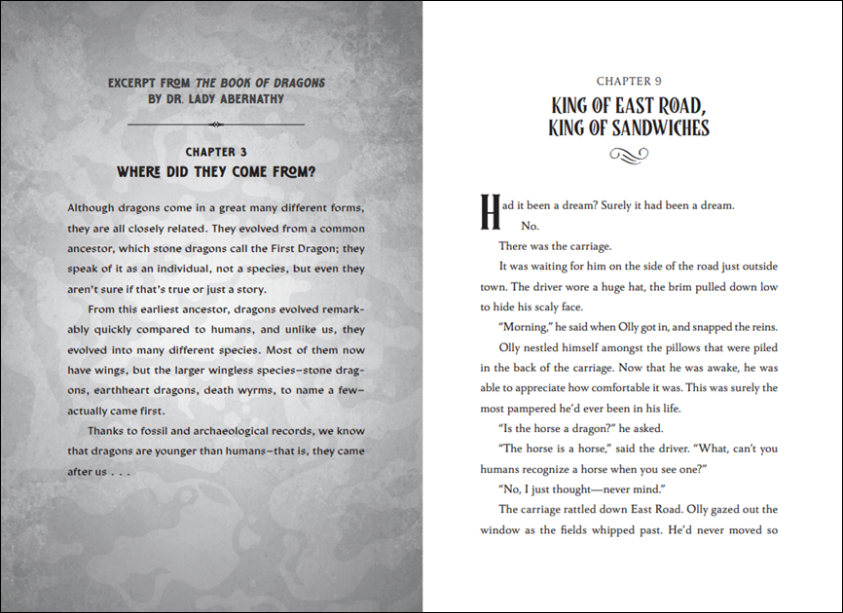 EXCERPT FROM THE BOOK OF DRAGONS
BY DR. LADY ABERNATHY
CHAPTER 3
WHERE DID THEY COME FROM?
Although dragons come in a great many different forms,
they are all closely related. They evolved from a common
ancestor, which stone dragons call the First Dragon; they
speak of it as an individual, not a species, but even they
aren't sure if that's true or just a story.
From this earliest ancestor, dragons evolved remark-
ably quickly compared to humans, and unlike us, they
evolved into many different species. Most of them now
have wings, but the larger wingless species—stone drag-
ons, earthheart dragons, death wyrms, to name a few—
actually came first.
Thanks to fossil and archaeological records, we know
that dragons are younger than humans—that is, they came
after us . . .
CHAPTER 9
KING OF EAST ROAD,
KING OF SANDWICHES
Had it been a dream? Surely it had been a dream.
No.
There was the carriage.
It was waiting for him on the side of the road just outside
town. The driver wore a huge hat, the brim pulled down low
to hide his scaly face.
“Morning,” he said when Olly got in, and snapped the reins.
Olly nestled himself amongst the pillows that were piled
in the back of the carriage. Now that he was awake, he was
able to appreciate how comfortable it was. This was surely the
most pampered he'd ever been in his life.
“Is the horse a dragon?” he asked.
“The horse is a horse,” said the driver. “What, can't you
humans recognize a horse when you see one?”
“No, I just thought—never mind.”
The carriage rattled down East Road. Olly gazed out the
window as the fields whipped past. He'd never moved so